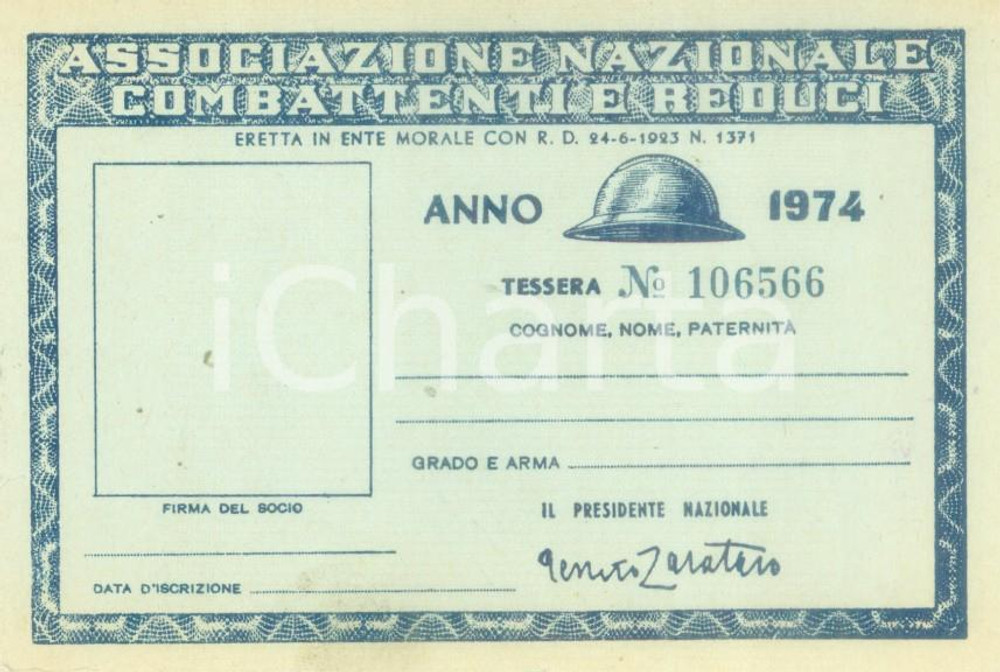 ASSOCIAZIONE NAZIONALE
COMBATTENTI E REDUCI
ERETTA IN ENTE MORALE CON R. D. 24-6-1923 N. 1371
ANNO 1974
TESSERA Nº 106566
COGNOME, NOME, PATERNITÀ
iCharta
GRADO E ARMA
FIRMA DEL SOCIO
IL PRESIDENTE NAZIONALE
DATA D'ISCRIZIONE